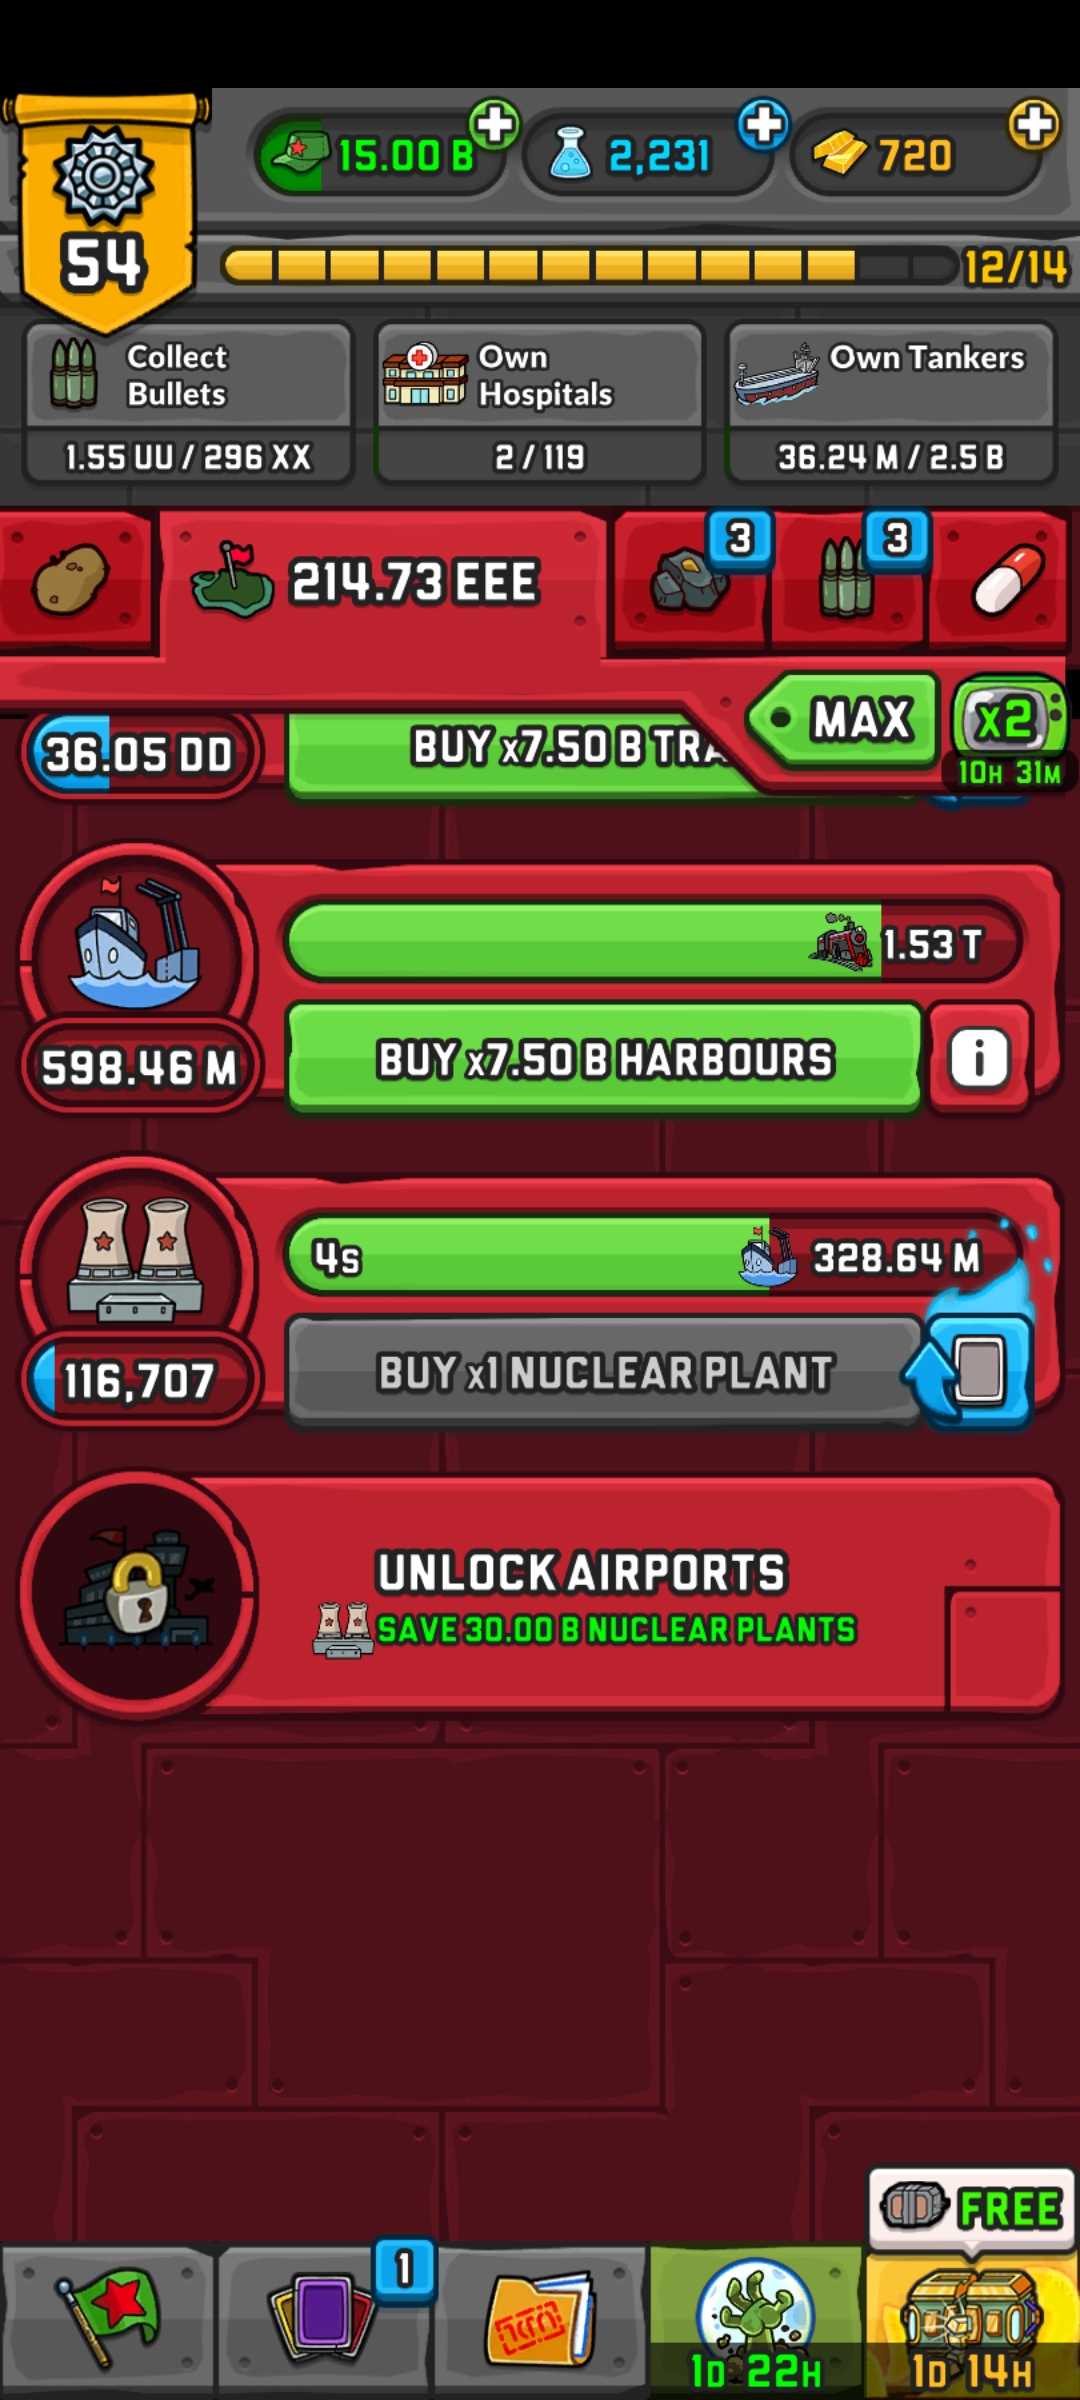 15.00 B
2,231
720
54
12/14
Collect
Bullets
1.55 UU / 296 XX
Own
Hospitals
2 / 119
Own Tankers
36.24 M / 2.5 B
214.73 EEE
3
3
MAX
x2
10H 31M
36.05 DD
BUY x7.50 B TRA
1.53 T
598.46 M
BUY x7.50 B HARBOURS
i
4s
328.64 M
116,707
BUY x1 NUCLEAR PLANT
UNLOCK AIRPORTS
SAVE 30.00 B NUCLEAR PLANTS
FREE
1
1D 22H
1D 14H